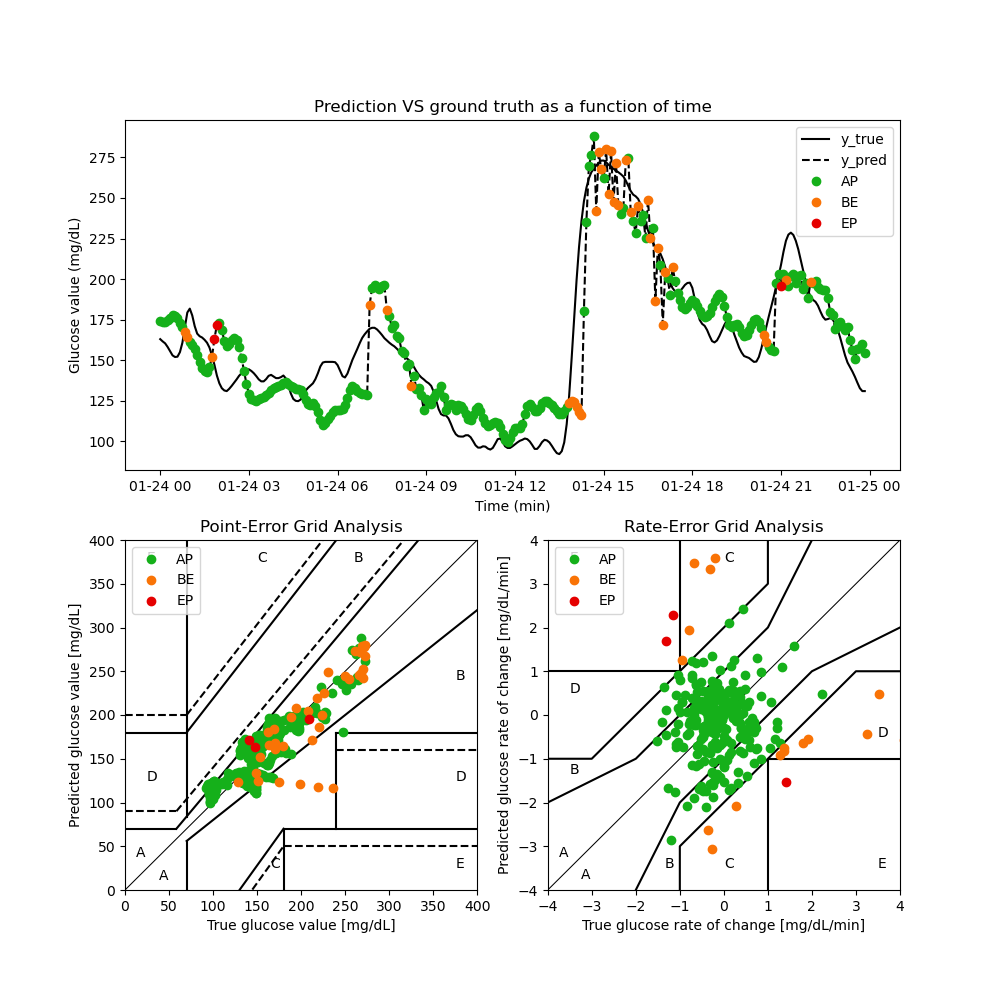 Prediction VS ground truth as a function of time
Glucose value (mg/dL)
275
250
225
200
175
150
125
100
y_true
y_pred
AP
BE
EP
01-24 00 01-24 03 01-24 06 01-24 09 01-24 12 01-24 15 01-24 18 01-24 21 01-25 00
Time (min)
Point-Error Grid Analysis
Predicted glucose value [mg/dL]
400
350
300
250
200
150
100
50
0
AP
BE
EP
C
B
B
D
D
A
A
C
E
0 50 100 150 200 250 300 350 400
True glucose value [mg/dL]
Rate-Error Grid Analysis
Predicted glucose rate of change [mg/dL/min]
4
3
2
1
0
−1
−2
−3
−4
AP
BE
EP
C
D
D
B
A
A
B
C
E
−4 −3 −2 −1 0 1 2 3 4
True glucose rate of change [mg/dL/min]